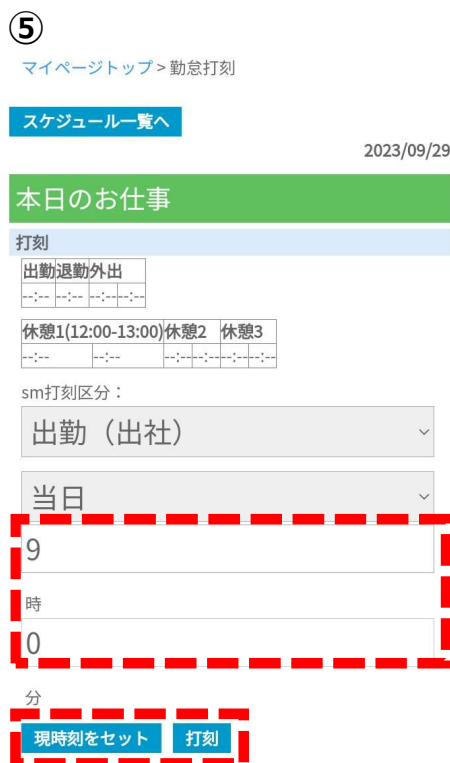 ⑤
マイページトップ > 勤怠打刻
スケジュール一覧へ
2023/09/29
本日のお仕事
打刻
出勤 退勤 外出
--:-- --:-- --:-- --:--
休憩1(12:00-13:00) 休憩2 休憩3
--:-- --:-- --:-- --:-- --:-- --:--
sm打刻区分：
出勤（出社）
当日
9
時
0
分
現時刻をセット 打刻